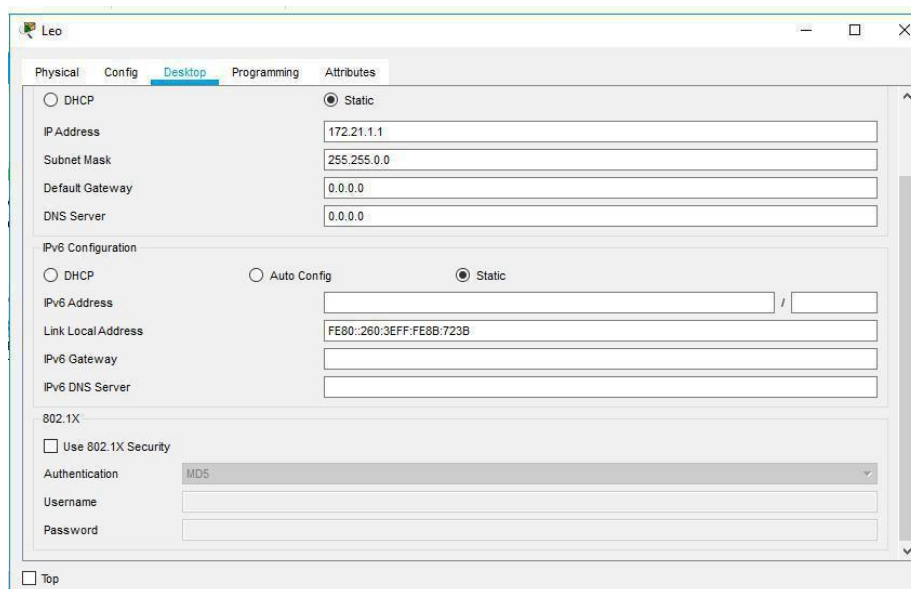 Leo
Physical Config Desktop Programming Attributes
DHCP Static
IP Address 172.21.1.1
Subnet Mask 255.255.0.0
Default Gateway 0.0.0.0
DNS Server 0.0.0.0
IPv6 Configuration
DHCP Auto Config Static
IPv6 Address /
Link Local Address FE80::260:3EFF:FE8B:723B
IPv6 Gateway
IPv6 DNS Server
802.1X
Use 802.1X Security
Authentication MD5
Username
Password
Top